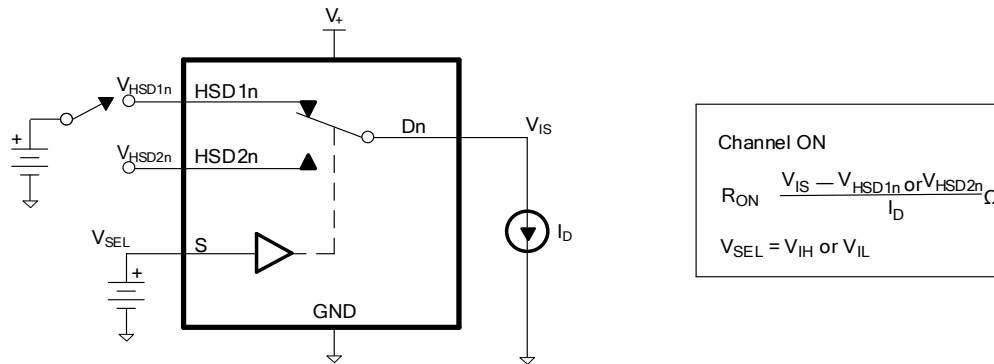 V+
VHSD1n
HSD1n
Dn
VIS
+
VHSD2n
HSD2n
ID
VSEL
S
+
GND
Channel ON
RON VIS — VHSD1n or VHSD2n
ID
Ω
VSEL = VIH or VIL